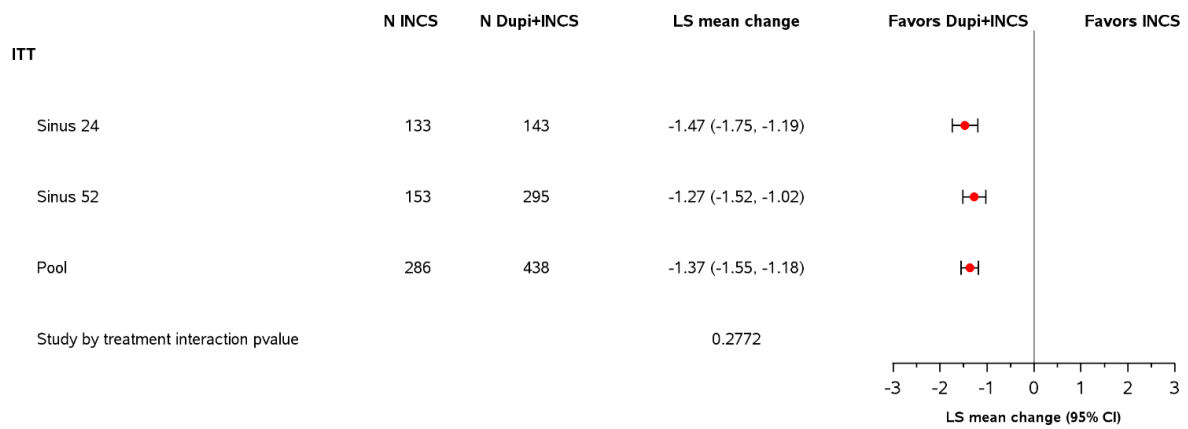 N INCS N Dupi+INCS LS mean change Favors Dupi+INCS Favors INCS
ITT
Sinus 24 133 143 -1.47 (-1.75, -1.19)
Sinus 52 153 295 -1.27 (-1.52, -1.02)
Pool 286 438 -1.37 (-1.55, -1.18)
Study by treatment interaction pvalue 0.2772
-3 -2 -1 0 1 2 3
LS mean change (95% CI)